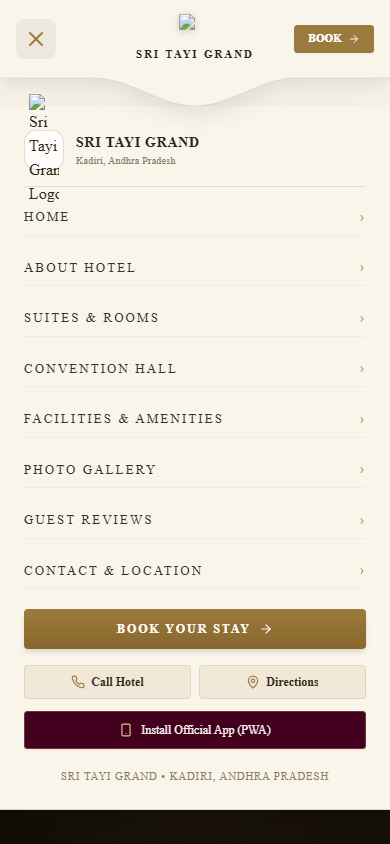 SRI TAYI GRAND
BOOK
Sri
Tayi
Gran
Logo
SRI TAYI GRAND
Kadiri, Andhra Pradesh
HOME
ABOUT HOTEL
SUITES & ROOMS
CONVENTION HALL
FACILITIES & AMENITIES
PHOTO GALLERY
GUEST REVIEWS
CONTACT & LOCATION
BOOK YOUR STAY
Call Hotel
Directions
Install Official App (PWA)
SRI TAYI GRAND • KADIRI, ANDHRA PRADESH